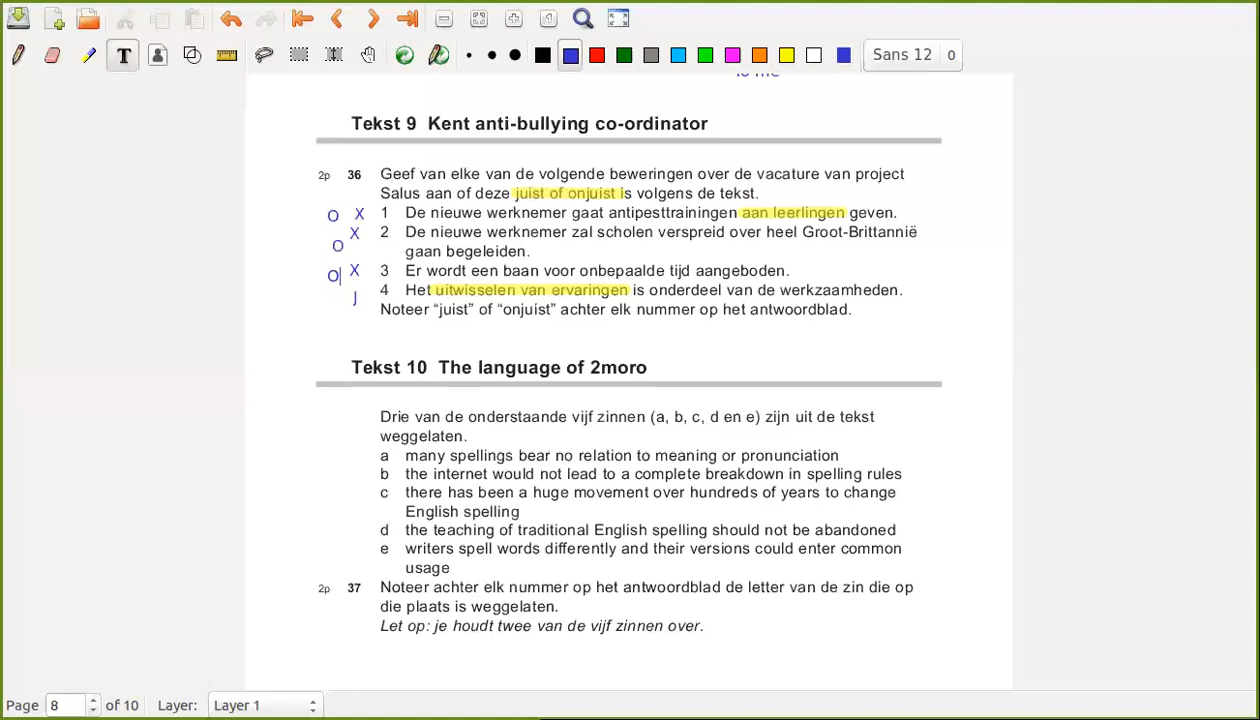 Sans 12 0
Tekst 9 Kent anti-bullying co-ordinator
2p 36 Geef van elke van de volgende beweringen over de vacature van project
Salus aan of deze juist of onjuist is volgens de tekst.
O X 1 De nieuwe werknemer gaat antipesttrainingen aan leerlingen geven.
X 2 De nieuwe werknemer zal scholen verspreid over heel Groot-Brittannië
O gaan begeleiden.
O X 3 Er wordt een baan voor onbepaalde tijd aangeboden.
J 4 Het uitwisselen van ervaringen is onderdeel van de werkzaamheden.
Noteer “juist” of “onjuist” achter elk nummer op het antwoordblad.
Tekst 10 The language of 2moro
Drie van de onderstaande vijf zinnen (a, b, c, d en e) zijn uit de tekst
weggelaten.
a many spellings bear no relation to meaning or pronunciation
b the internet would not lead to a complete breakdown in spelling rules
c there has been a huge movement over hundreds of years to change
English spelling
d the teaching of traditional English spelling should not be abandoned
e writers spell words differently and their versions could enter common
usage
2p 37 Noteer achter elk nummer op het antwoordblad de letter van de zin die op
die plaats is weggelaten.
Let op: je houdt twee van de vijf zinnen over.
Page 8 of 10 Layer: Layer 1